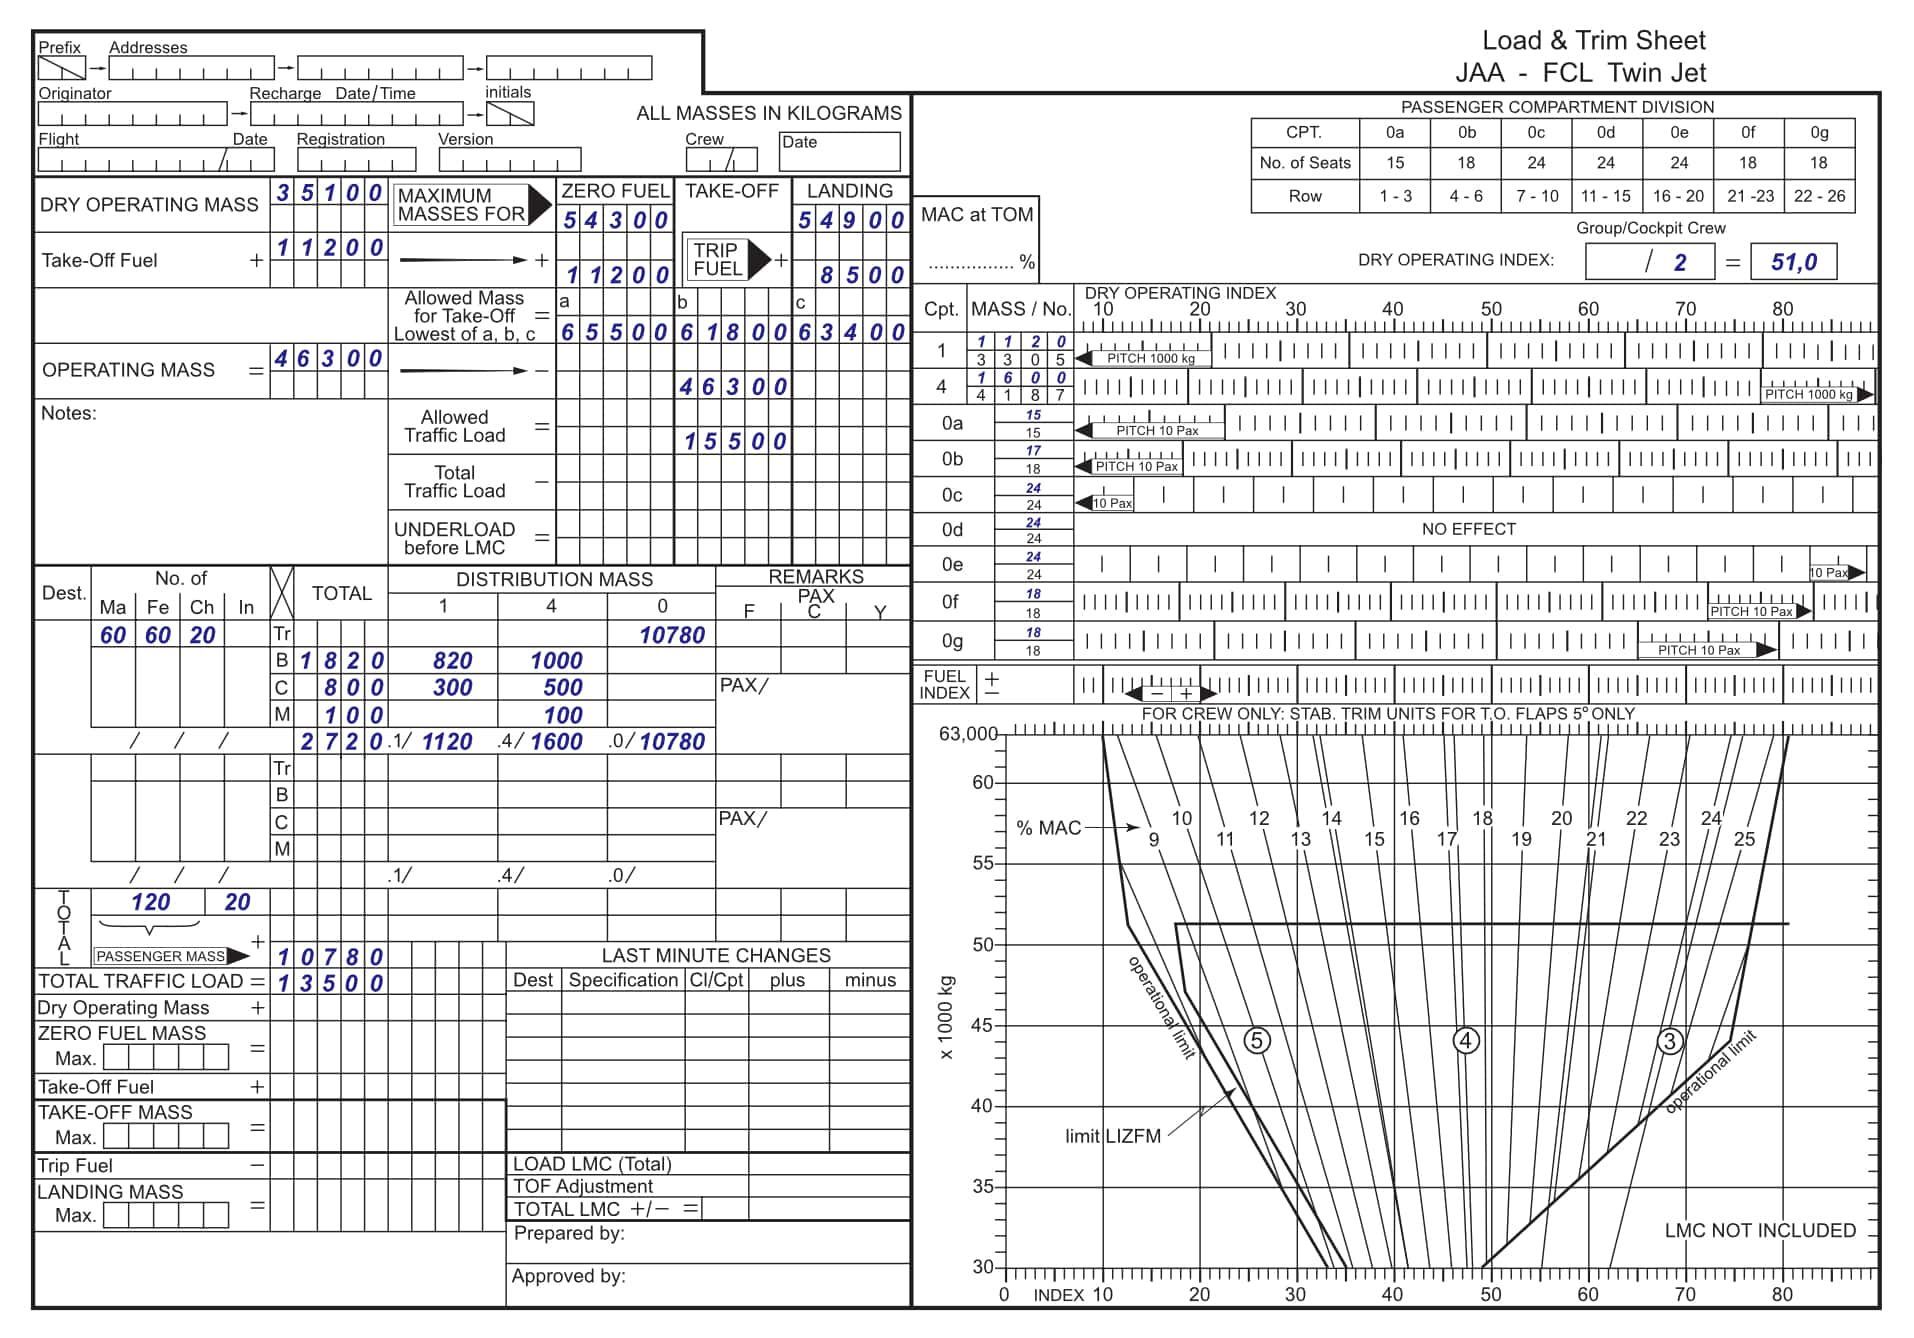 Load & Trim Sheet
JAA - FCL Twin Jet
Prefix Addresses
Originator Recharge Date/Time initials
ALL MASSES IN KILOGRAMS
Flight Date Registration Version Crew Date
DRY OPERATING MASS 35100 MAXIMUM MASSES FOR ZERO FUEL TAKE-OFF LANDING
54300 54900
Take-Off Fuel + 11200 + 11200 TRIP FUEL + 8500
Allowed Mass for Take-Off Lowest of a, b, c = a 65500 b 61800 c 63400
OPERATING MASS = 46300 − 46300
Notes:
Allowed Traffic Load = 15500
Total Traffic Load −
UNDERLOAD before LMC =
Dest. No. of TOTAL DISTRIBUTION MASS REMARKS
Ma Fe Ch In 1 4 0 PAX F C Y
60 60 20 Tr 10780
B 1820 820 1000
C 800 300 500 PAX/
M 100 100
/ / / 2720 .1/ 1120 .4/ 1600 .0/ 10780
Tr
B
C PAX/
M
/ / / .1/ .4/ .0/
TOTAL 120 20
PASSENGER MASS + 10780
TOTAL TRAFFIC LOAD = 13500
Dry Operating Mass +
ZERO FUEL MASS
Max. =
Take-Off Fuel +
TAKE-OFF MASS
Max. =
Trip Fuel −
LANDING MASS
Max. =
LAST MINUTE CHANGES
Dest Specification Cl/Cpt plus minus
LOAD LMC (Total)
TOF Adjustment
TOTAL LMC +/− =
Prepared by:
Approved by:
PASSENGER COMPARTMENT DIVISION
CPT. 0a 0b 0c 0d 0e 0f 0g
No. of Seats 15 18 24 24 24 18 18
Row 1 - 3 4 - 6 7 - 10 11 - 15 16 - 20 21 -23 22 - 26
MAC at TOM
............... %
Group/Cockpit Crew
DRY OPERATING INDEX: / 2 = 51,0
Cpt. MASS / No. DRY OPERATING INDEX
10 20 30 40 50 60 70 80
1 1120 3305 PITCH 1000 kg
4 1600 4187 PITCH 1000 kg
0a 15 15 PITCH 10 Pax
0b 17 18 PITCH 10 Pax
0c 24 24 10 Pax
0d 24 24 NO EFFECT
0e 24 24 10 Pax
0f 18 18 PITCH 10 Pax
0g 18 18 PITCH 10 Pax
FUEL INDEX + − − +
FOR CREW ONLY: STAB. TRIM UNITS FOR T.O. FLAPS 5° ONLY
63,000
60
55
50
45
40
35
30
x 1000 kg
% MAC
10 12 14 16 18 20 22 24
9 11 13 15 17 19 21 23 25
operational limit
5 4 3
operational limit
limit LIZFM
LMC NOT INCLUDED
0 INDEX 10 20 30 40 50 60 70 80